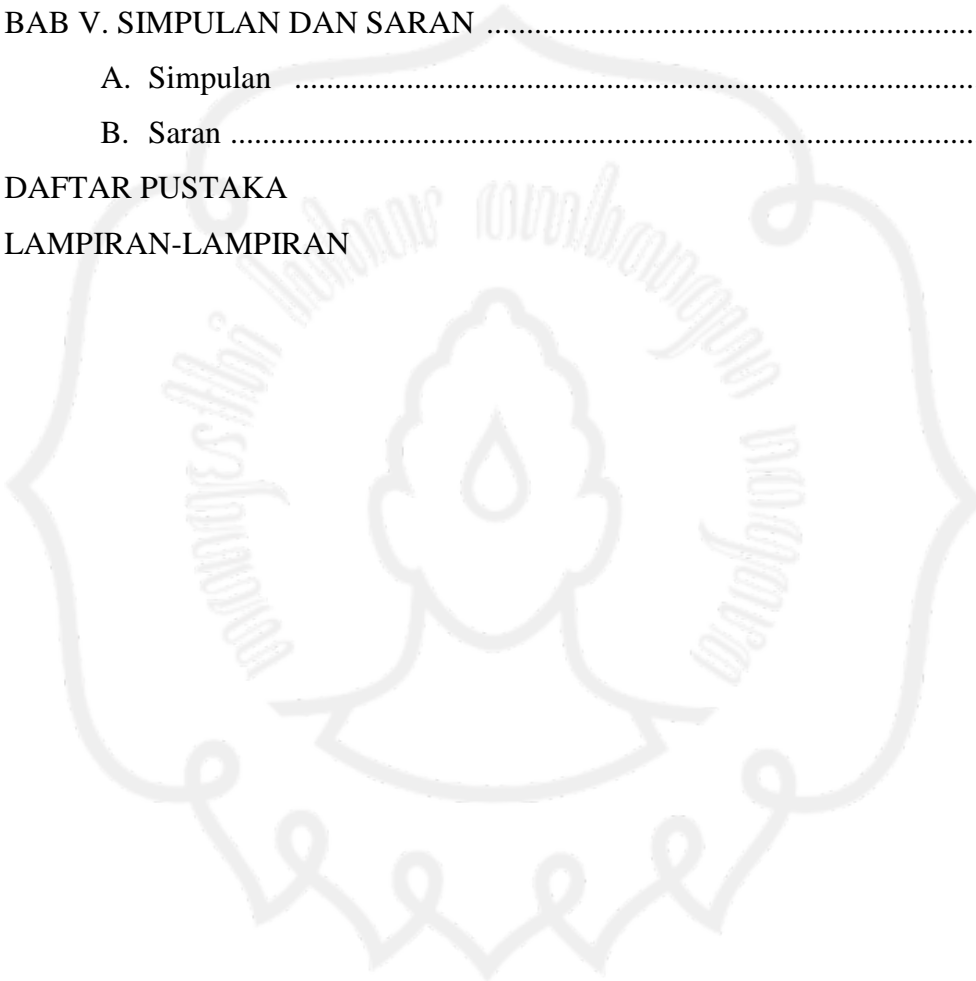 BAB V. SIMPULAN DAN SARAN ..............................................................
A. Simpulan .......................................................................................
B. Saran ...............................................................................................
DAFTAR PUSTAKA
LAMPIRAN-LAMPIRAN